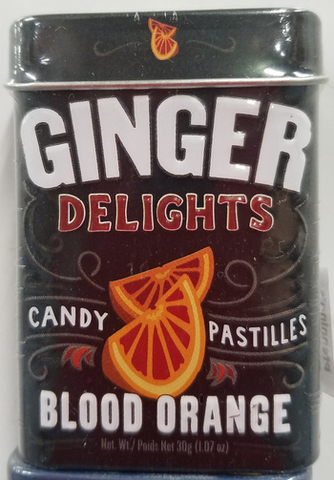 GINGER
DELIGHTS
CANDY PASTILLES
BLOOD ORANGE
Net. Wt./ Poids Net 30g (1.07 oz)